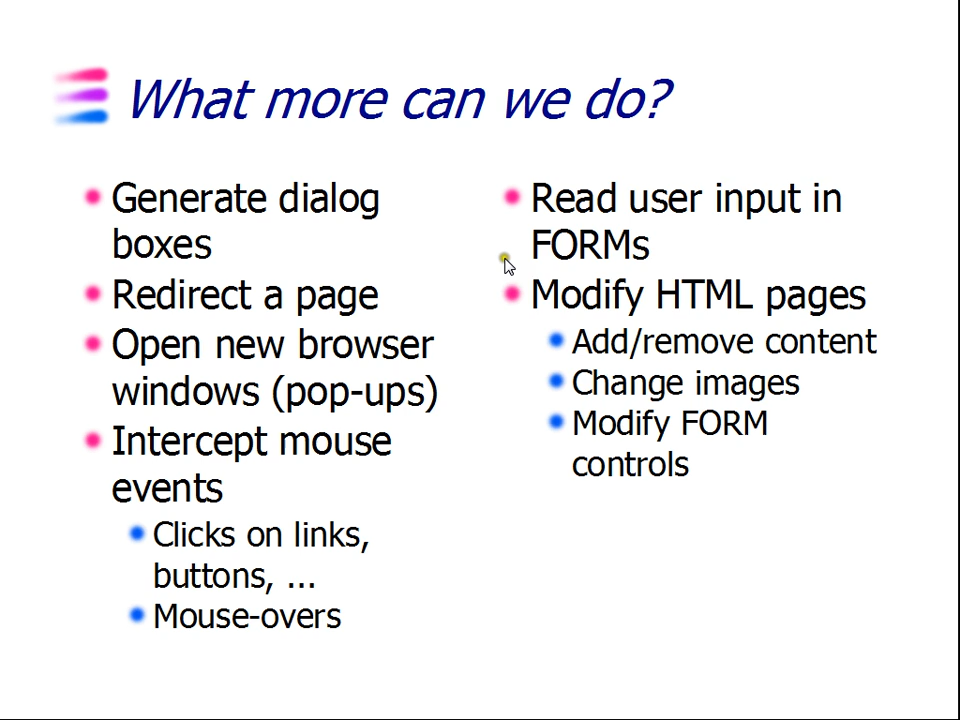 What more can we do?
Generate dialog
boxes
Redirect a page
Open new browser
windows (pop-ups)
Intercept mouse
events
Clicks on links,
buttons, ...
Mouse-overs
Read user input in
FORMs
Modify HTML pages
Add/remove content
Change images
Modify FORM
controls